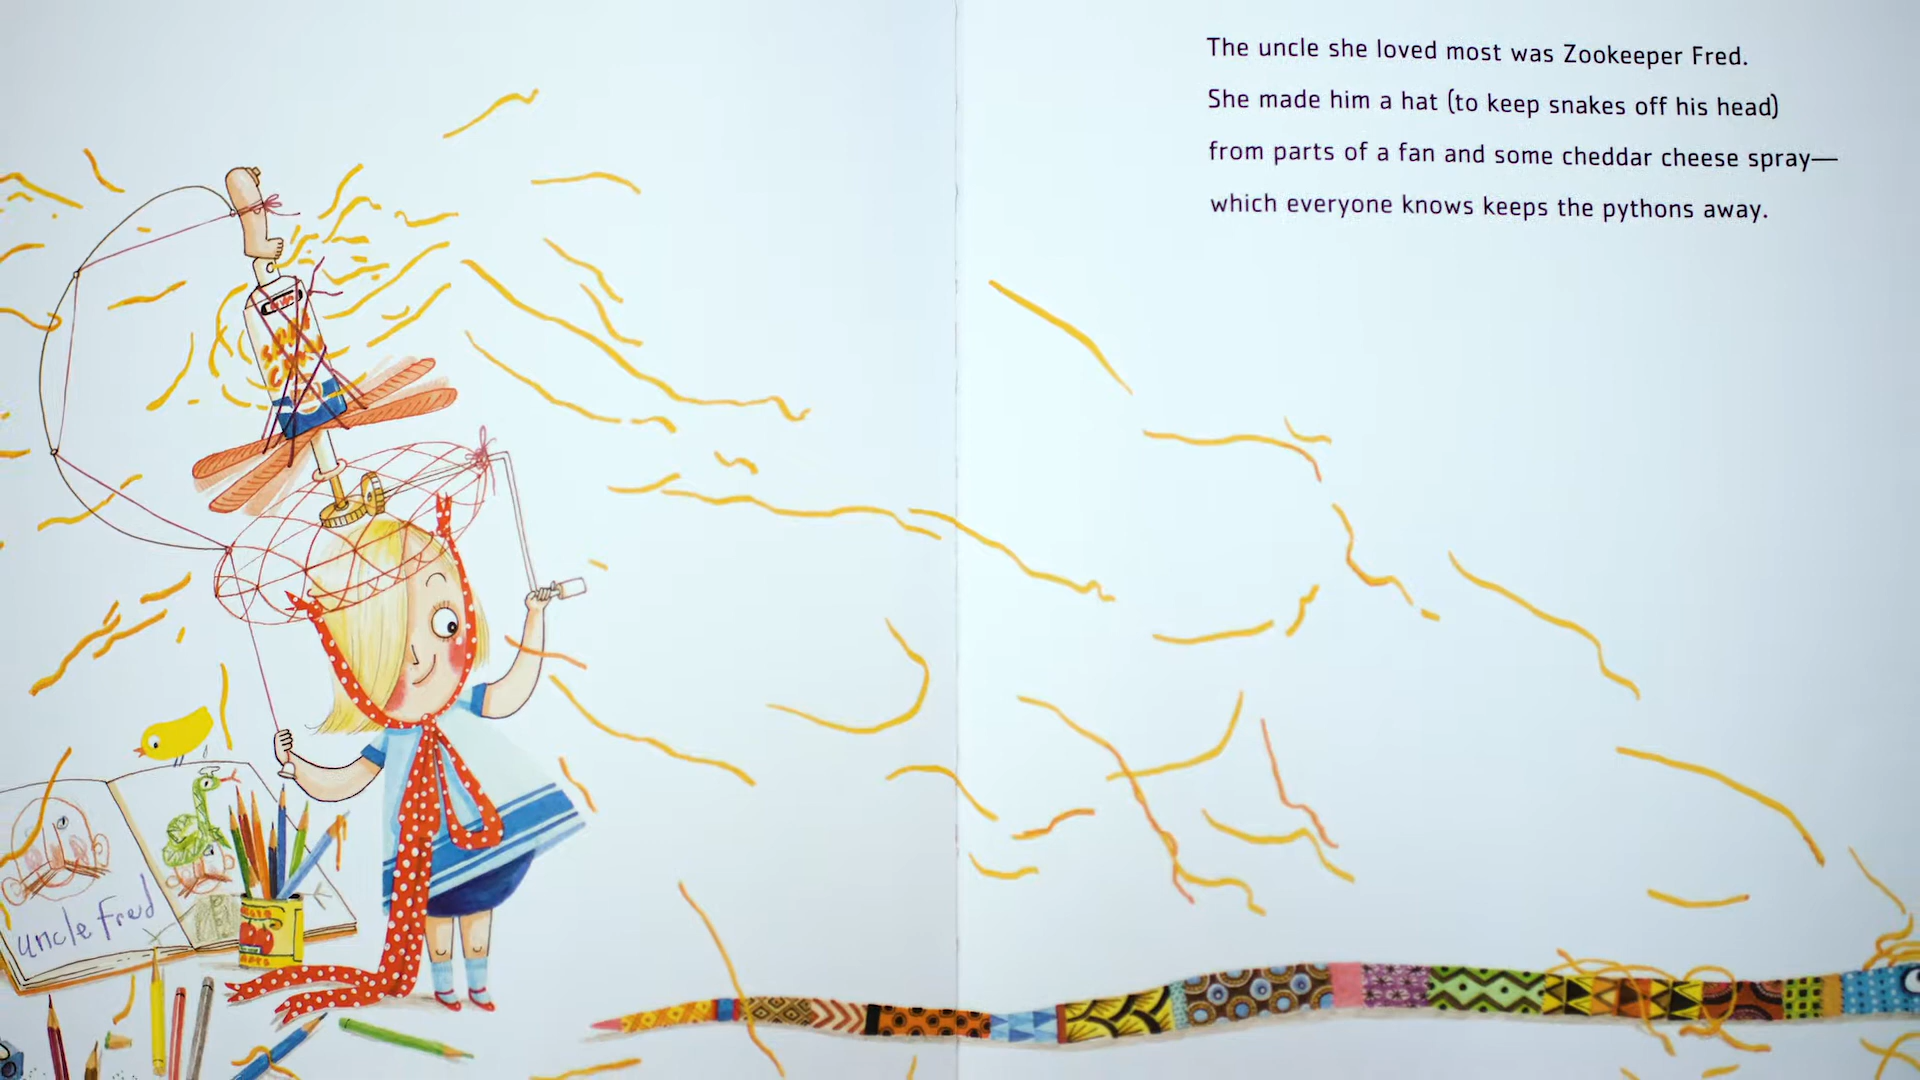 The uncle she loved most was Zookeeper Fred.
She made him a hat (to keep snakes off his head)
from parts of a fan and some cheddar cheese spray—
which everyone knows keeps the pythons away.
uncle Fred